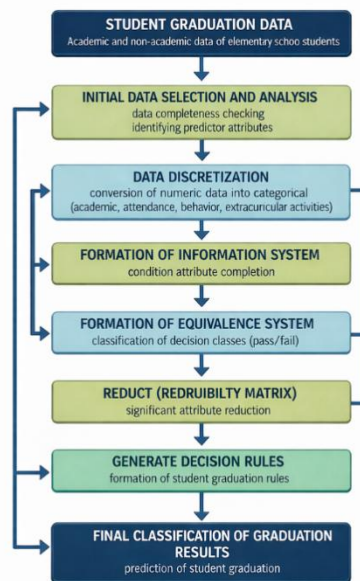 STUDENT GRADUATION DATA
Academic and non-academic data of elementary schoo students
INITIAL DATA SELECTION AND ANALYSIS
data completeness checking
identifying predictor attributes
DATA DISCRETIZATION
conversion of numeric data into categorical
(academic, attendance, behavior, extracuricular activities)
FORMATION OF INFORMATION SYSTEM
condition attribute completion
FORMATION OF EQUIVALENCE SYSTEM
classification of decision classes (pass/fail)
REDUCT (REDRUIBILTY MATRIX)
significant attribute reduction
GENERATE DECISION RULES
formation of student graduation rules
FINAL CLASSIFICATION OF GRADUATION
RESULTS
prediction of student graduation